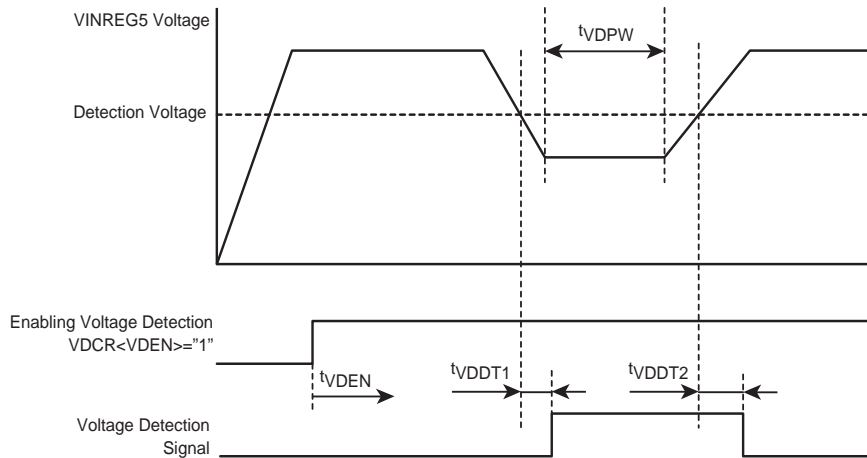 VINREG5 Voltage
tVDPW
Detection Voltage
Enabling Voltage Detection
VDCR<VDEN>="1"
tVDEN
tVDDT1
tVDDT2
Voltage Detection
Signal